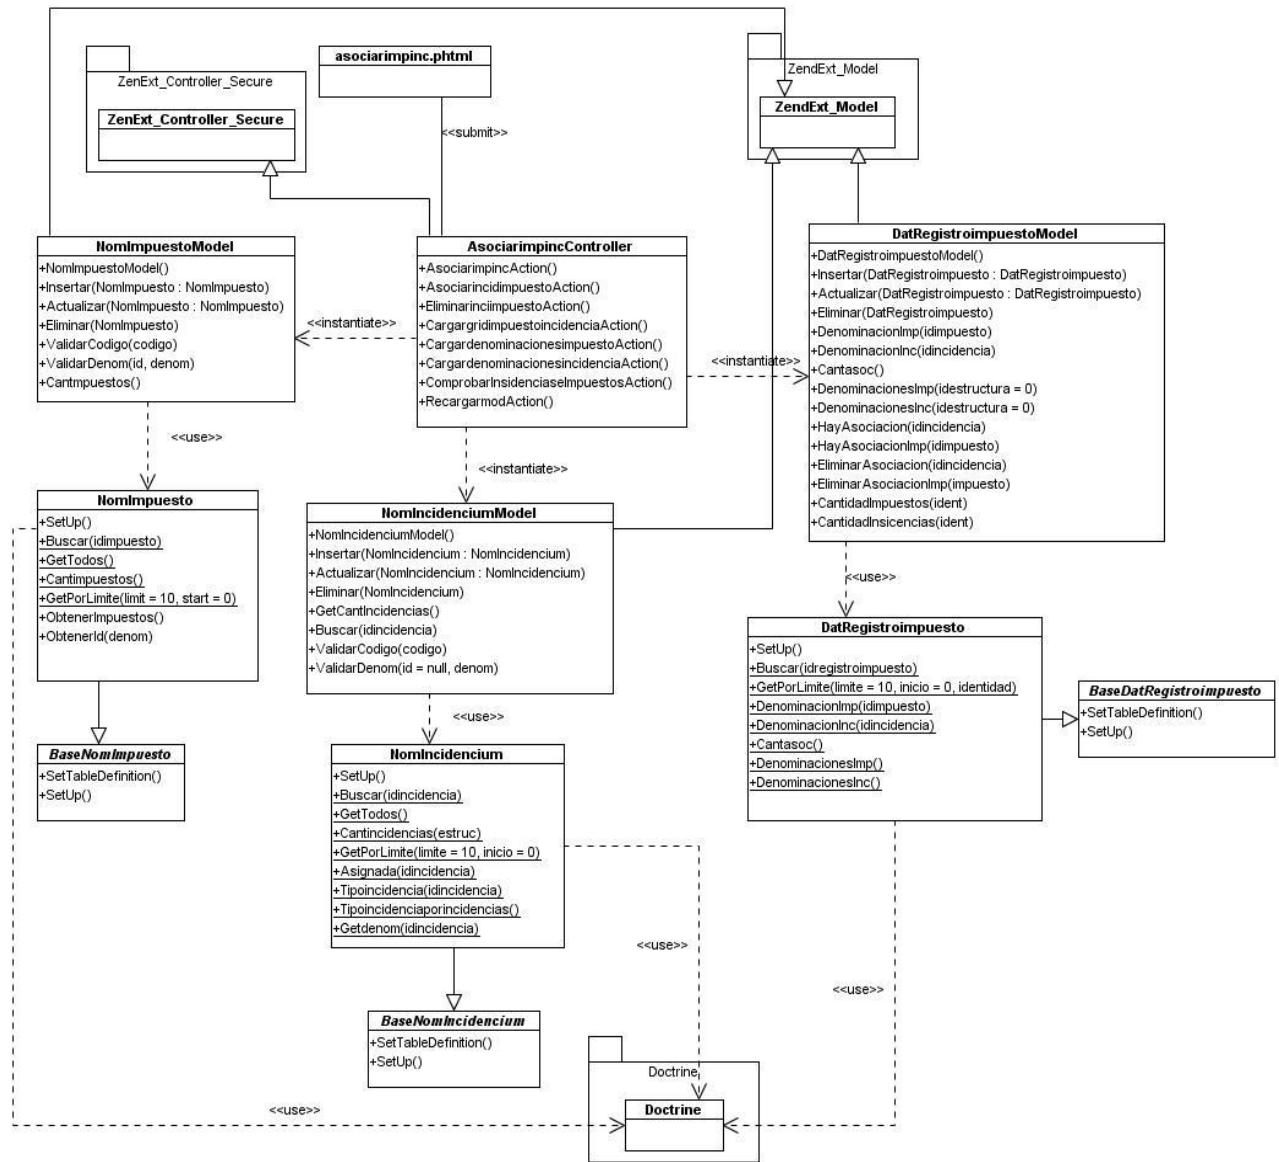 asociarimpinc.phtml
ZenExt_Controller_Secure
ZenExt_Controller_Secure
ZendExt_Model
ZendExt_Model
<<submit>>
NomImpuestoModel
+NomImpuestoModel()
+Insertar(NomImpuesto : NomImpuesto)
+Actualizar(NomImpuesto : NomImpuesto)
+Eliminar(NomImpuesto)
+ValidarCodigo(codigo)
+ValidarDenom(id, denom)
+Cantmpuestos()
<<instantiate>>
AsociarimpincController
+AsociarimpincAction()
+AsociarincidimpuestoAction()
+EliminarinciimpuestoAction()
+CargargridimpuestoincidenciaAction()
+CargardenominacionesimpuestoAction()
+CargardenominacionesincidenciaAction()
+ComprobarInsidenciaseImpuestosAction()
+RecargarmodAction()
<<instantiate>>
DatRegistroimpuestoModel
+DatRegistroimpuestoModel()
+Insertar(DatRegistroimpuesto : DatRegistroimpuesto)
+Actualizar(DatRegistroimpuesto : DatRegistroimpuesto)
+Eliminar(DatRegistroimpuesto)
+DenominacionImp(idimpuesto)
+DenominacionInc(idincidencia)
+Cantasoc()
+DenominacionesImp(idestructura = 0)
+DenominacionesInc(idestructura = 0)
+HayAsociacion(idincidencia)
+HayAsociacionImp(idimpuesto)
+EliminarAsociacion(idincidencia)
+EliminarAsociacionImp(impuesto)
+CantidadImpuestos(ident)
+CantidadInsicencias(ident)
<<use>>
<<instantiate>>
NomImpuesto
+SetUp()
+Buscar(idimpuesto)
+GetTodos()
+Cantimpuestos()
+GetPorLimite(limit = 10, start = 0)
+ObtenerImpuestos()
+ObtenerId(denom)
NomIncidenciumModel
+NomIncidenciumModel()
+Insertar(NomIncidencium : NomIncidencium)
+Actualizar(NomIncidencium : NomIncidencium)
+Eliminar(NomIncidencium)
+GetCantIncidencias()
+Buscar(idincidencia)
+ValidarCodigo(codigo)
+ValidarDenom(id = null, denom)
<<use>>
DatRegistroimpuesto
+SetUp()
+Buscar(idregistroimpuesto)
+GetPorLimite(limite = 10, inicio = 0, identidad)
+DenominacionImp(idimpuesto)
+DenominacionInc(idincidencia)
+Cantasoc()
+DenominacionesImp()
+DenominacionesInc()
BaseDatRegistroimpuesto
+SetTableDefinition()
+SetUp()
<<use>>
BaseNomImpuesto
+SetTableDefinition()
+SetUp()
NomIncidencium
+SetUp()
+Buscar(idincidencia)
+GetTodos()
+Cantincidencias(estruc)
+GetPorLimite(limite = 10, inicio = 0)
+Asignada(idincidencia)
+Tipoincidencia(idincidencia)
+Tipoincidenciaporincidencias()
+Getdenom(idincidencia)
<<use>>
<<use>>
BaseNomIncidencium
+SetTableDefinition()
+SetUp()
Doctrine
Doctrine
<<use>>